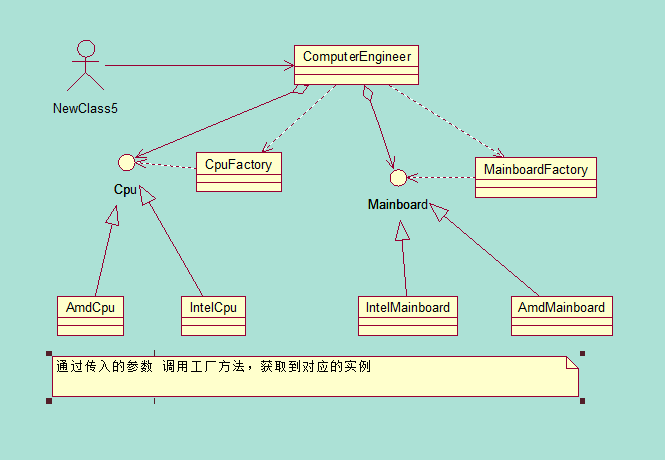 ComputerEngineer
NewClass5
CpuFactory
MainboardFactory
Cpu
Mainboard
AmdCpu
IntelCpu
IntelMainboard
AmdMainboard
通过传入的参数 调用工厂方法，获取到对应的实例